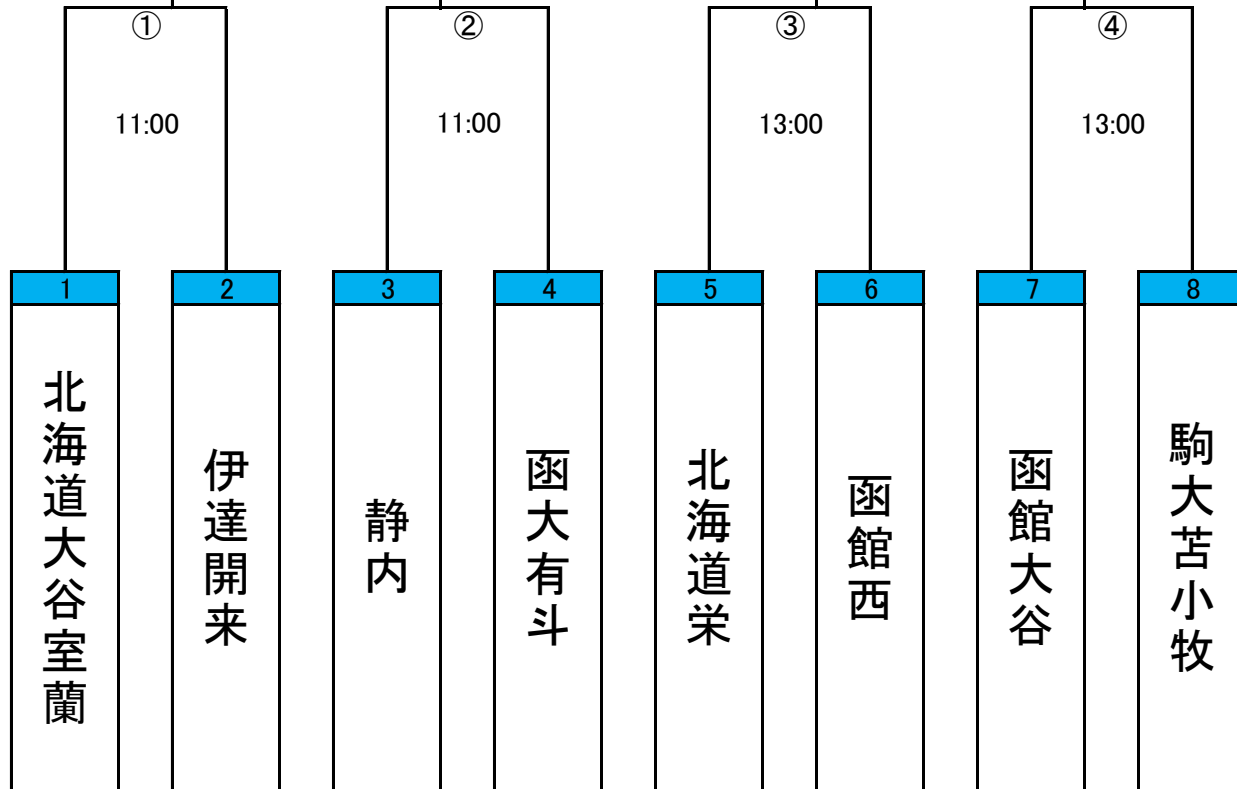 ① ② ③ ④
11:00 11:00 13:00 13:00
1 2 3 4 5 6 7 8
北海道大谷室蘭
伊達開来
静内
函大有斗
北海道栄
函館西
函館大谷
駒大苫小牧